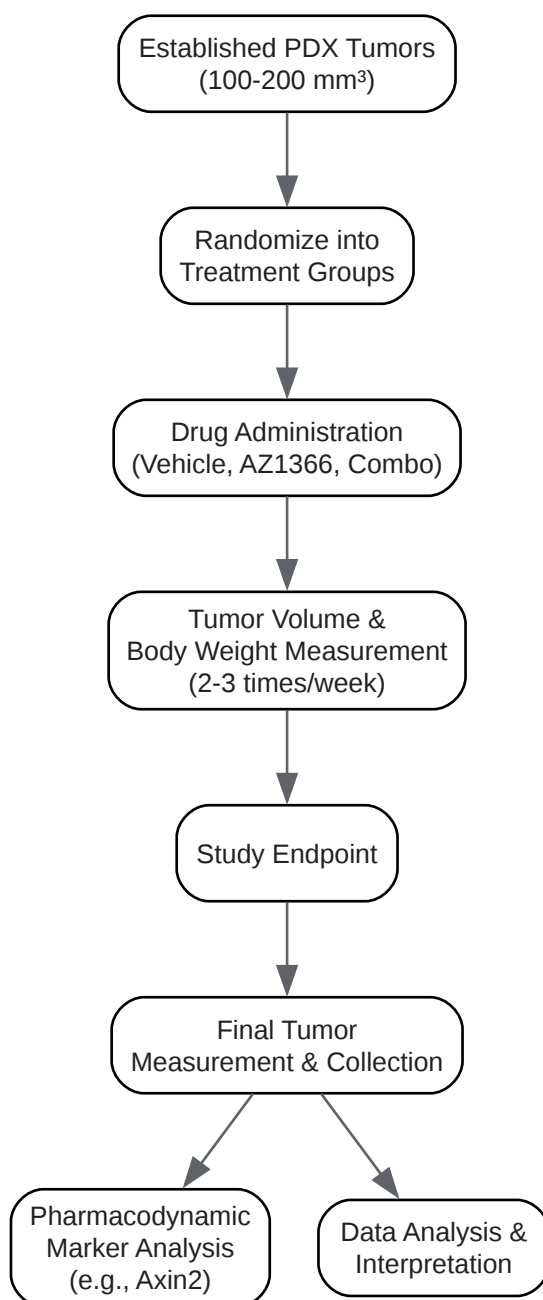 Established PDX Tumors
(100-200 mm³)
Randomize into
Treatment Groups
Drug Administration
(Vehicle, AZ1366, Combo)
Tumor Volume &
Body Weight Measurement
(2-3 times/week)
Study Endpoint
Final Tumor
Measurement & Collection
Pharmacodynamic
Marker Analysis
(e.g., Axin2)
Data Analysis &
Interpretation